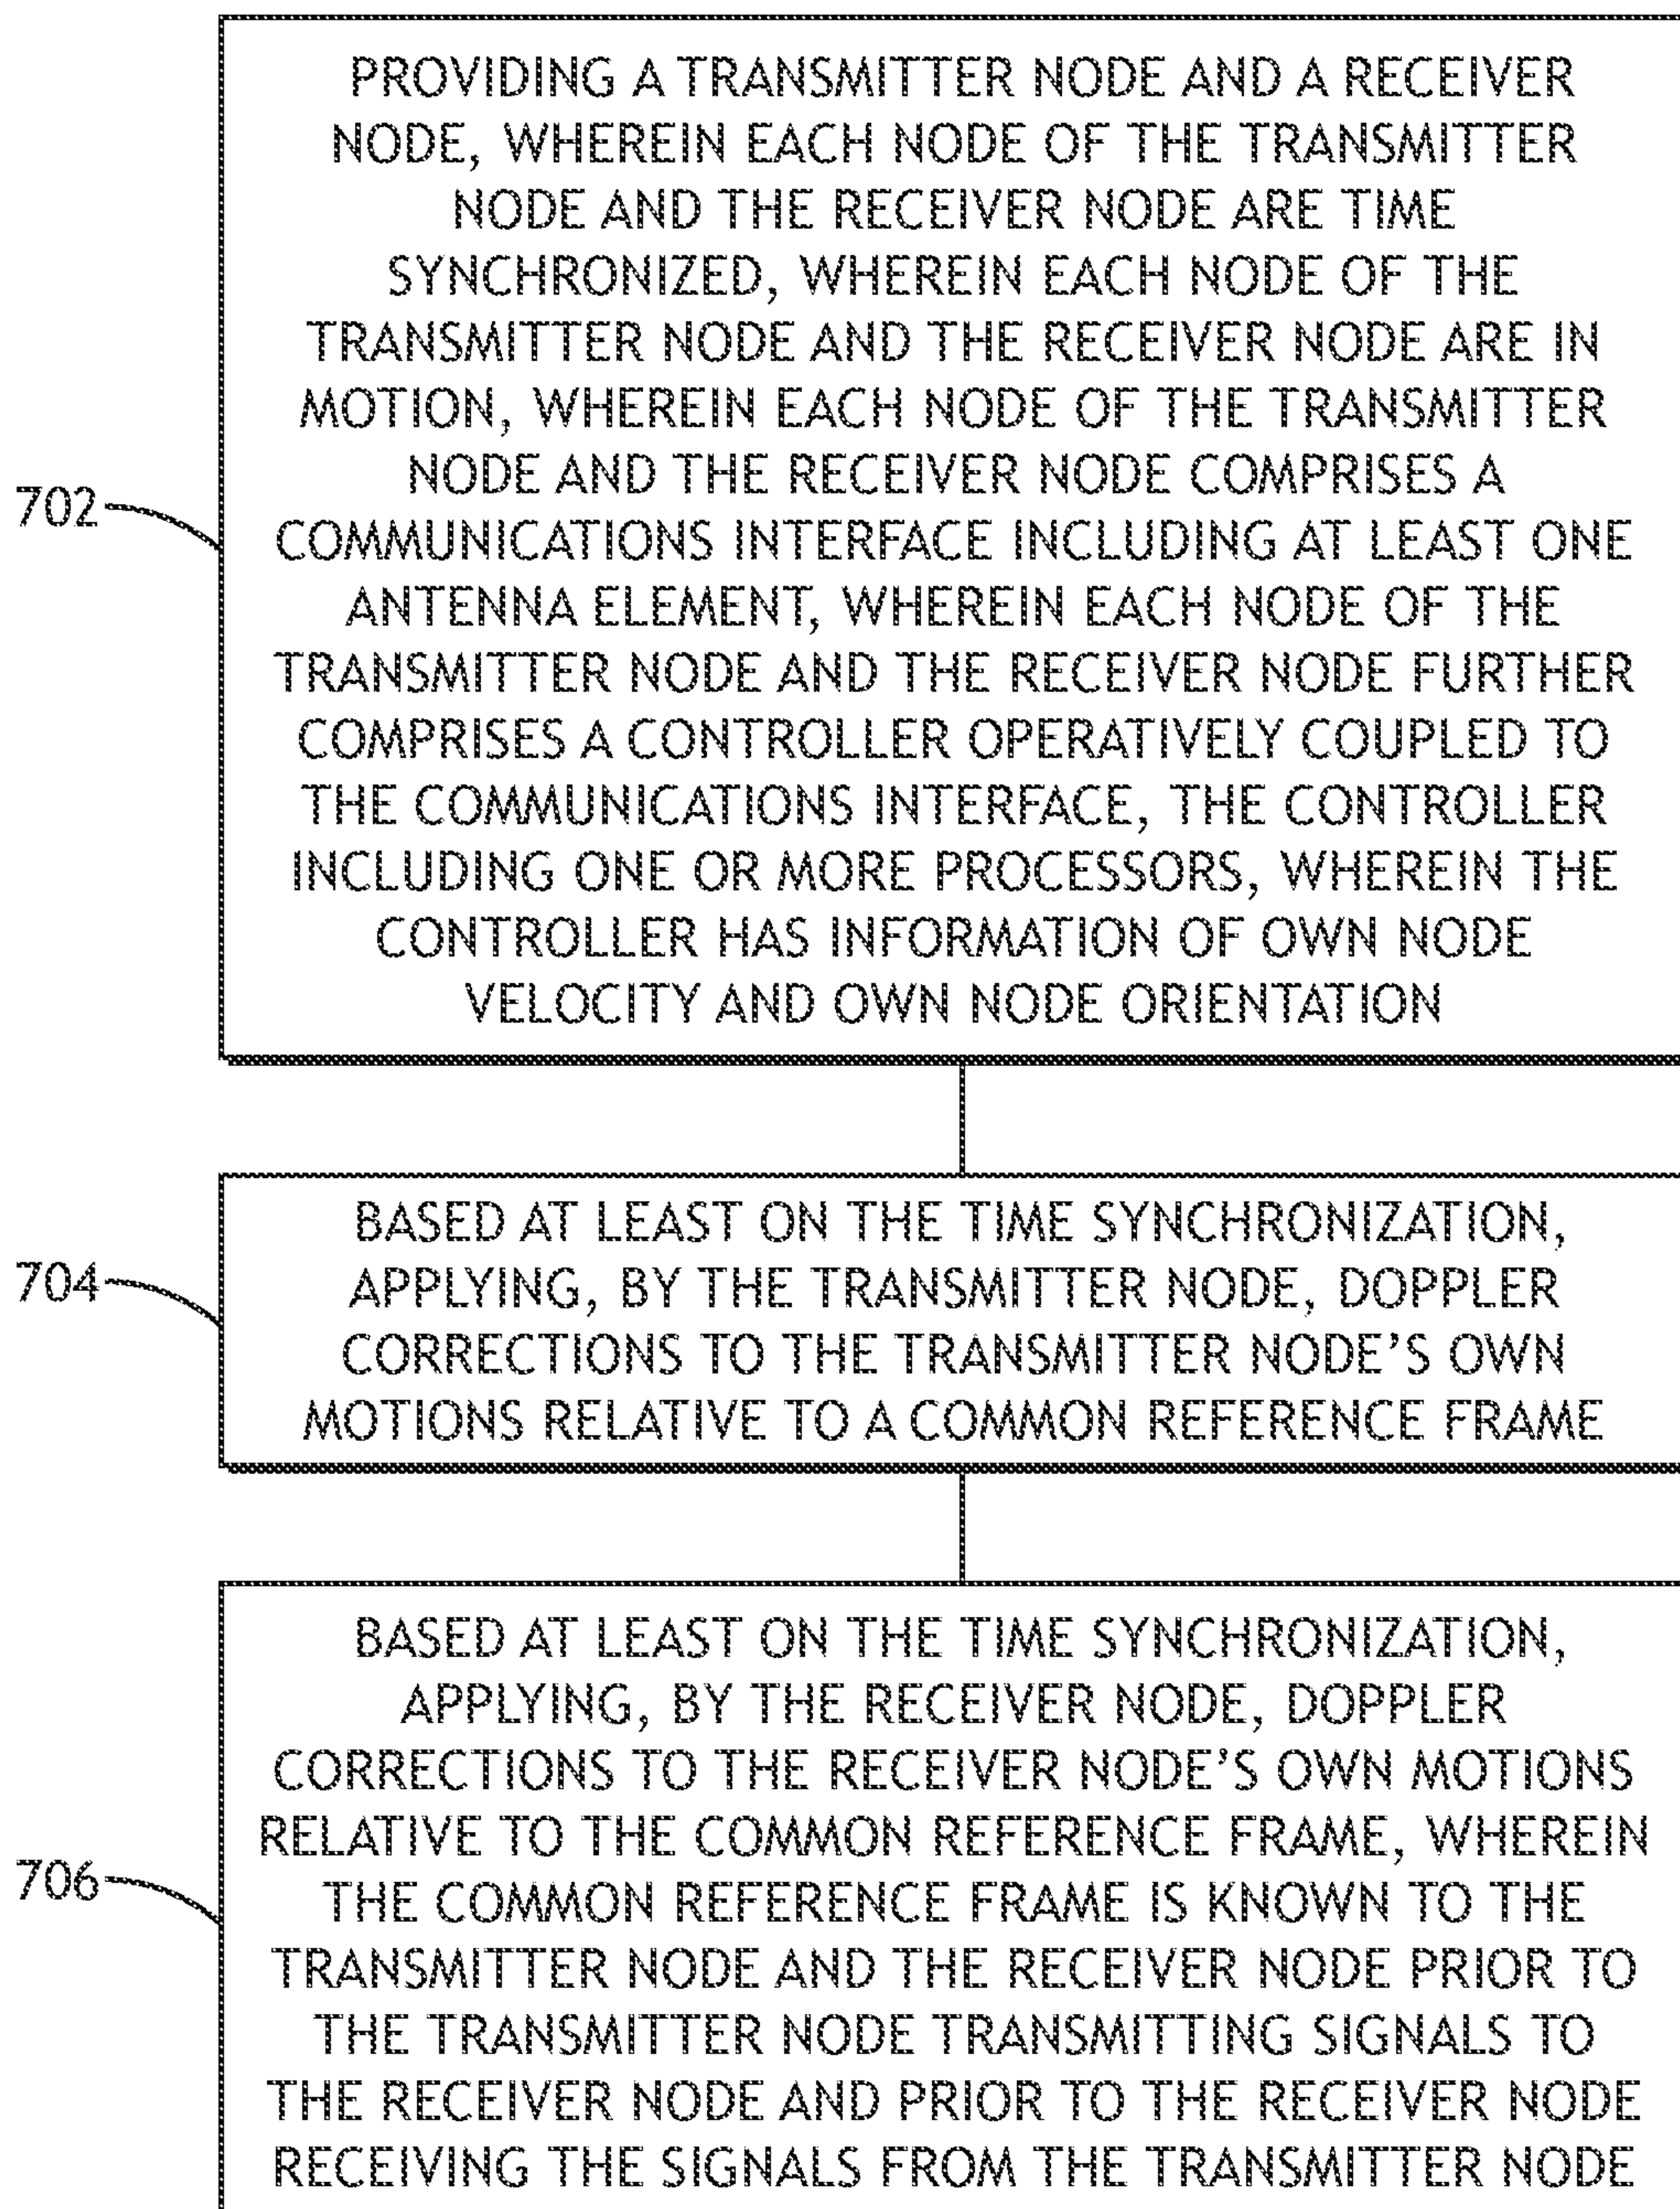 PROVIDING A TRANSMITTER NODE AND A RECEIVER
NODE, WHEREIN EACH NODE OF THE TRANSMITTER
NODE AND THE RECEIVER NODE ARE TIME
SYNCHRONIZED, WHEREIN EACH NODE OF THE
TRANSMITTER NODE AND THE RECEIVER NODE ARE IN
MOTION, WHEREIN EACH NODE OF THE TRANSMITTER
NODE AND THE RECEIVER NODE COMPRISES A
702
COMMUNICATIONS INTERFACE INCLUDING AT LEAST ONE
ANTENNA ELEMENT, WHEREIN EACH NODE OF THE
TRANSMITTER NODE AND THE RECEIVER NODE FURTHER
COMPRISES A CONTROLLER OPERATIVELY COUPLED TO
THE COMMUNICATIONS INTERFACE, THE CONTROLLER
INCLUDING ONE OR MORE PROCESSORS, WHEREIN THE
CONTROLLER HAS INFORMATION OF OWN NODE
VELOCITY AND OWN NODE ORIENTATION
BASED AT LEAST ON THE TIME SYNCHRONIZATION,
704
APPLYING, BY THE TRANSMITTER NODE, DOPPLER
CORRECTIONS TO THE TRANSMITTER NODE'S OWN
MOTIONS RELATIVE TO A COMMON REFERENCE FRAME
BASED AT LEAST ON THE TIME SYNCHRONIZATION,
APPLYING, BY THE RECEIVER NODE, DOPPLER
CORRECTIONS TO THE RECEIVER NODE'S OWN MOTIONS
RELATIVE TO THE COMMON REFERENCE FRAME, WHEREIN
706
THE COMMON REFERENCE FRAME IS KNOWN TO THE
TRANSMITTER NODE AND THE RECEIVER NODE PRIOR TO
THE TRANSMITTER NODE TRANSMITTING SIGNALS TO
THE RECEIVER NODE AND PRIOR TO THE RECEIVER NODE
RECEIVING THE SIGNALS FROM THE TRANSMITTER NODE